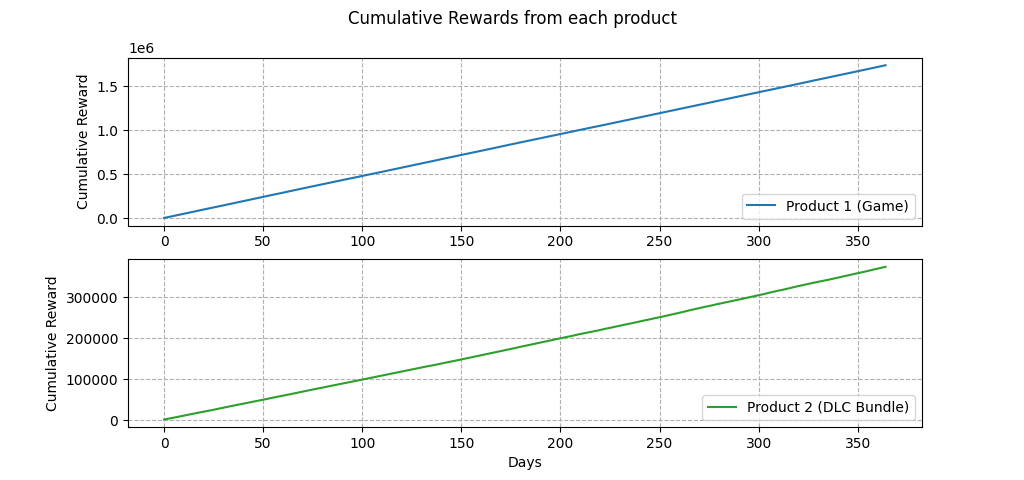 Cumulative Rewards from each product
1e6
Cumulative Reward
1.5
1.0
0.5
0.0
Product 1 (Game)
0 50 100 150 200 250 300 350
Cumulative Reward
300000
200000
100000
0
Product 2 (DLC Bundle)
0 50 100 150 200 250 300 350
Days